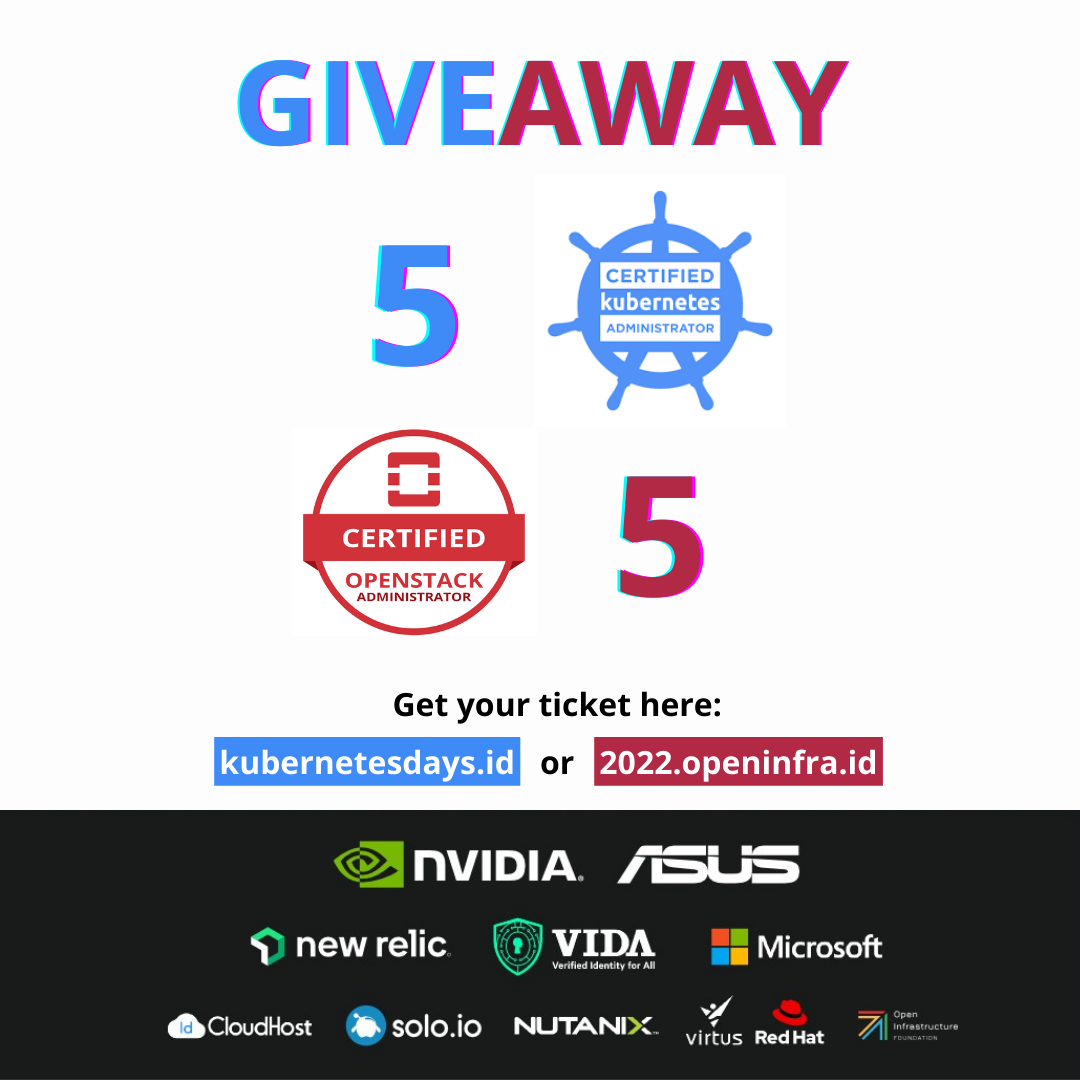 GIVEAWAY
5
CERTIFIED
kubernetes
ADMINISTRATOR
CERTIFIED
OPENSTACK
ADMINISTRATOR
5
Get your ticket here:
kubernetesdays.id or 2022.openinfra.id
NVIDIA. ASUS
new relic.
VIDA
Verified Identity for All
Microsoft
Id CloudHost
solo.io
NUTANIX™
virtus
Red Hat
Open
Infrastructure
FOUNDATION